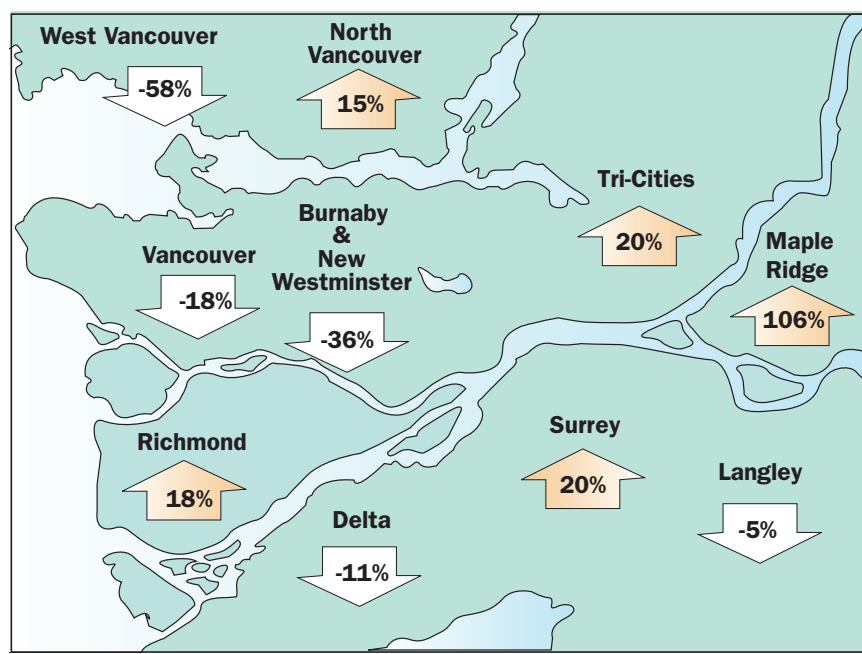 West Vancouver
-58%
North
Vancouver
15%
Tri-Cities
20%
Burnaby
&
New
Westminster
-36%
Vancouver
-18%
Maple
Ridge
106%
Richmond
18%
Surrey
20%
Langley
-5%
Delta
-11%